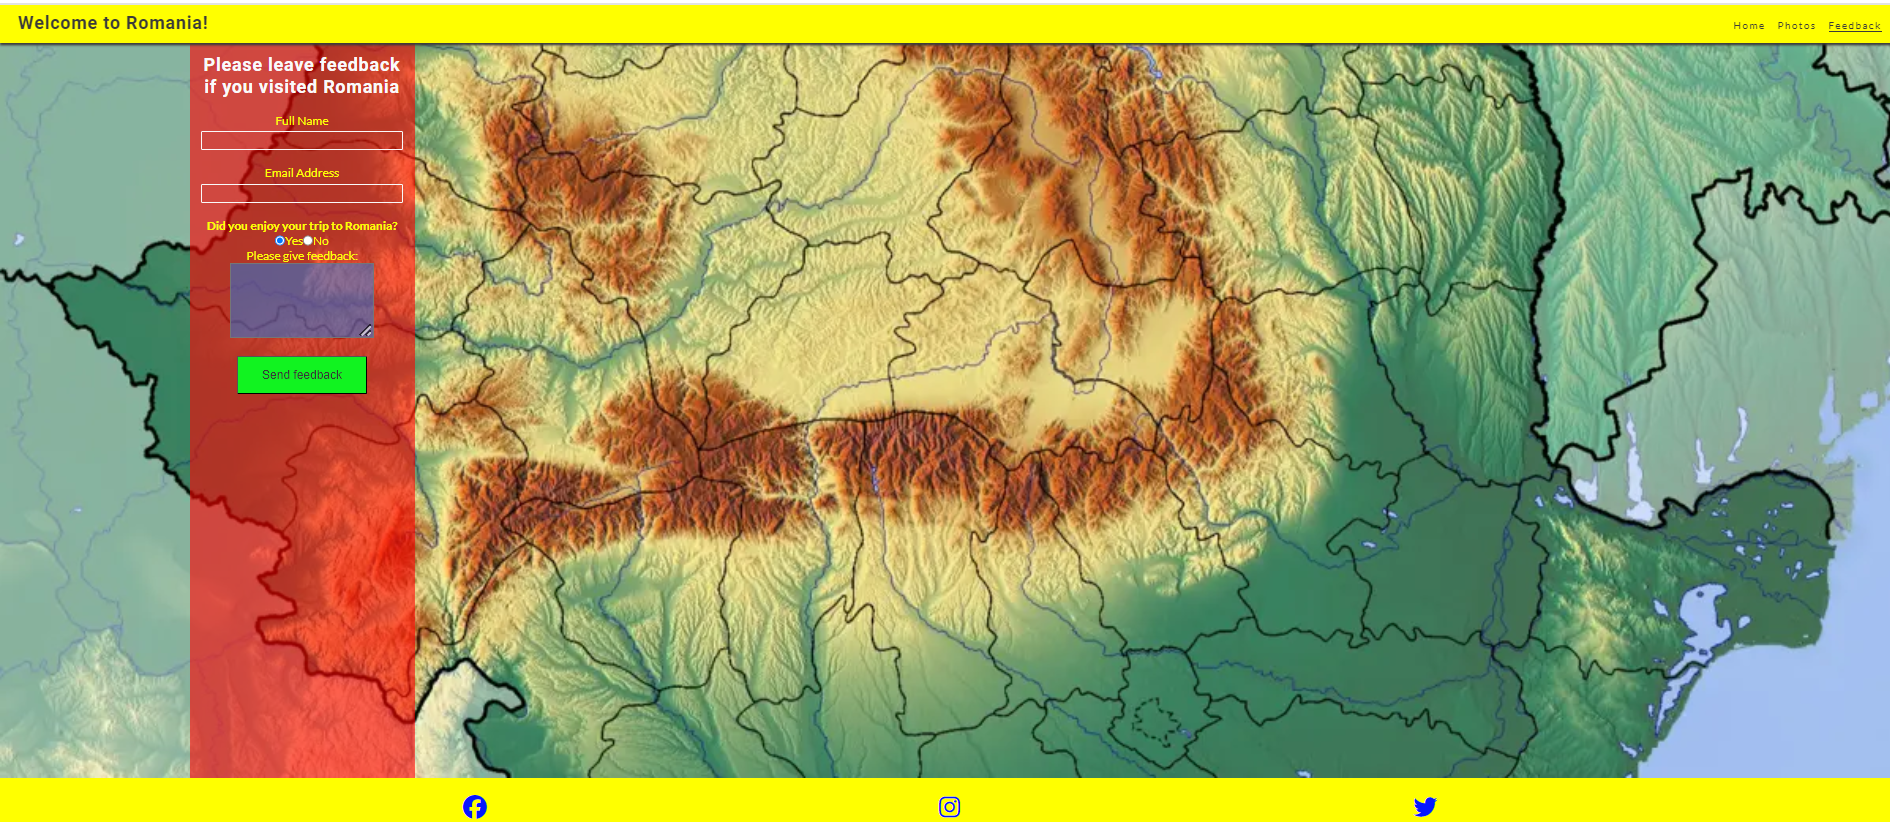 Welcome to Romania!
Home Photos Feedback
Please leave feedback
if you visited Romania
Full Name
Email Address
Did you enjoy your trip to Romania?
Yes No
Please give feedback:
Send feedback